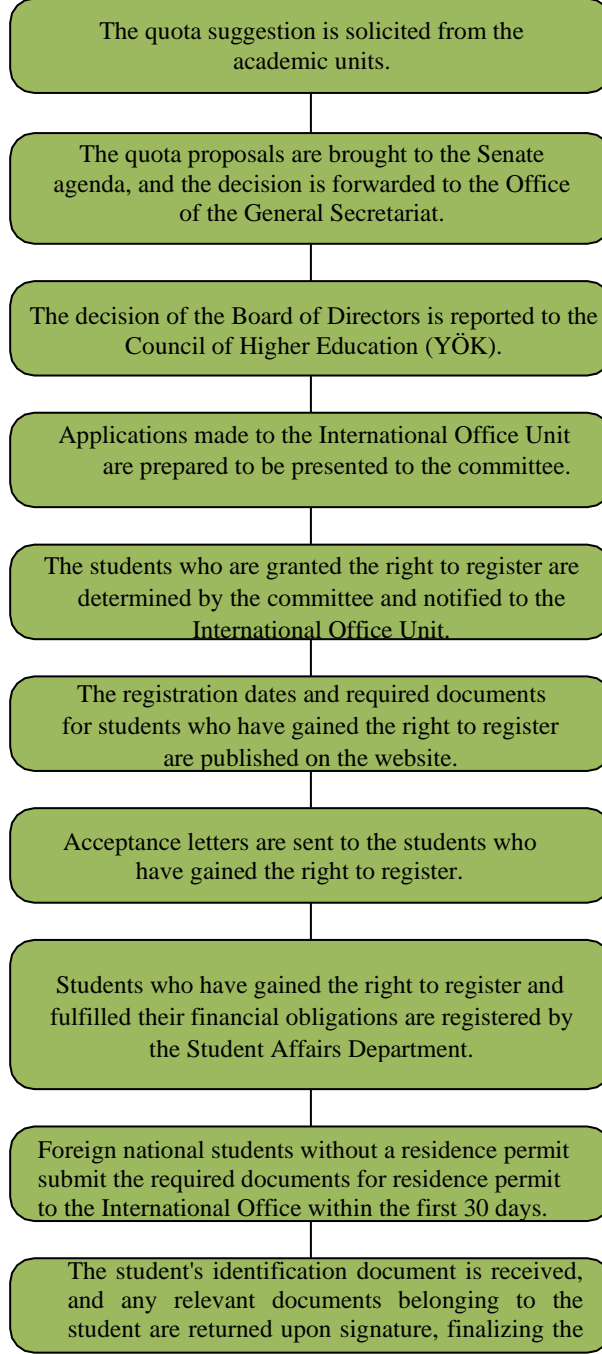 The quota suggestion is solicited from the
academic units.
The quota proposals are brought to the Senate
agenda, and the decision is forwarded to the Office
of the General Secretariat.
The decision of the Board of Directors is reported to the
Council of Higher Education (YÖK).
Applications made to the International Office Unit
are prepared to be presented to the committee.
The students who are granted the right to register are
determined by the committee and notified to the
International Office Unit.
The registration dates and required documents
for students who have gained the right to register
are published on the website.
Acceptance letters are sent to the students who
have gained the right to register.
Students who have gained the right to register and
fulfilled their financial obligations are registered by
the Student Affairs Department.
Foreign national students without a residence permit
submit the required documents for residence permit
to the International Office within the first 30 days.
The student's identification document is received,
and any relevant documents belonging to the
student are returned upon signature, finalizing the